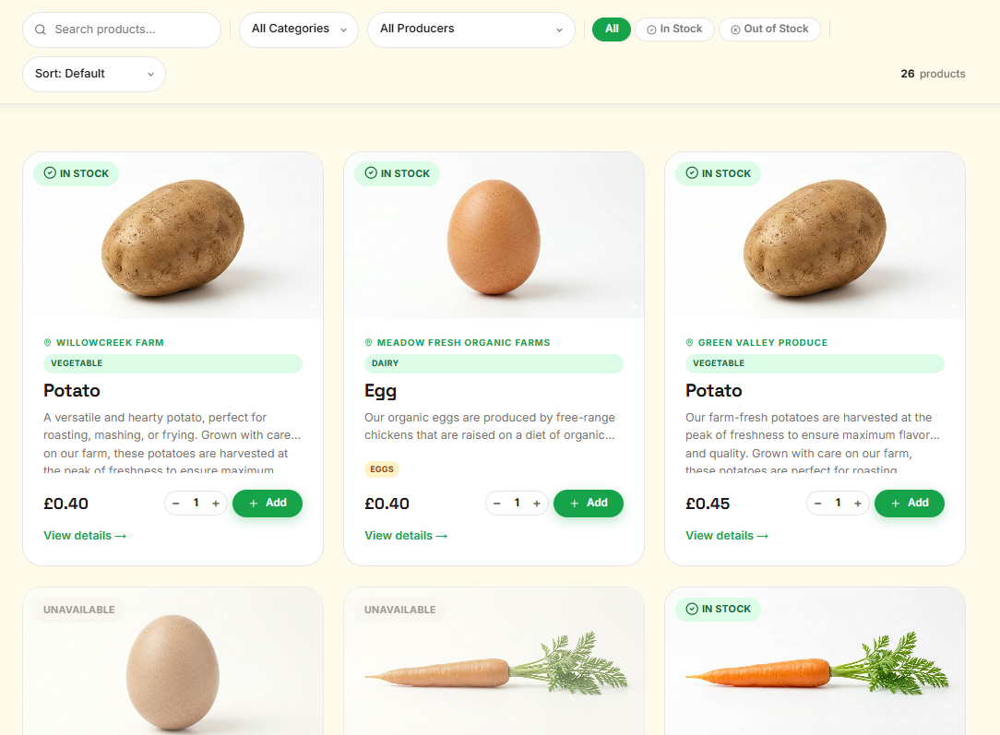 Search products...
All Categories
All Producers
All
In Stock
Out of Stock
Sort: Default
26 products
IN STOCK
WILLOWCREEK FARM
VEGETABLE
Potato
A versatile and hearty potato, perfect for
roasting, mashing, or frying. Grown with care...
on our farm, these potatoes are harvested at
the peak of freshness to ensure maximum
£0.40
− 1 +
+ Add
View details →
IN STOCK
MEADOW FRESH ORGANIC FARMS
DAIRY
Egg
Our organic eggs are produced by free-range
chickens that are raised on a diet of organic...
EGGS
£0.40
− 1 +
+ Add
View details →
IN STOCK
GREEN VALLEY PRODUCE
VEGETABLE
Potato
Our farm-fresh potatoes are harvested at the
peak of freshness to ensure maximum flavor...
and quality. Grown with care on our farm,
these potatoes are perfect for roasting
£0.45
− 1 +
+ Add
View details →
UNAVAILABLE
UNAVAILABLE
IN STOCK